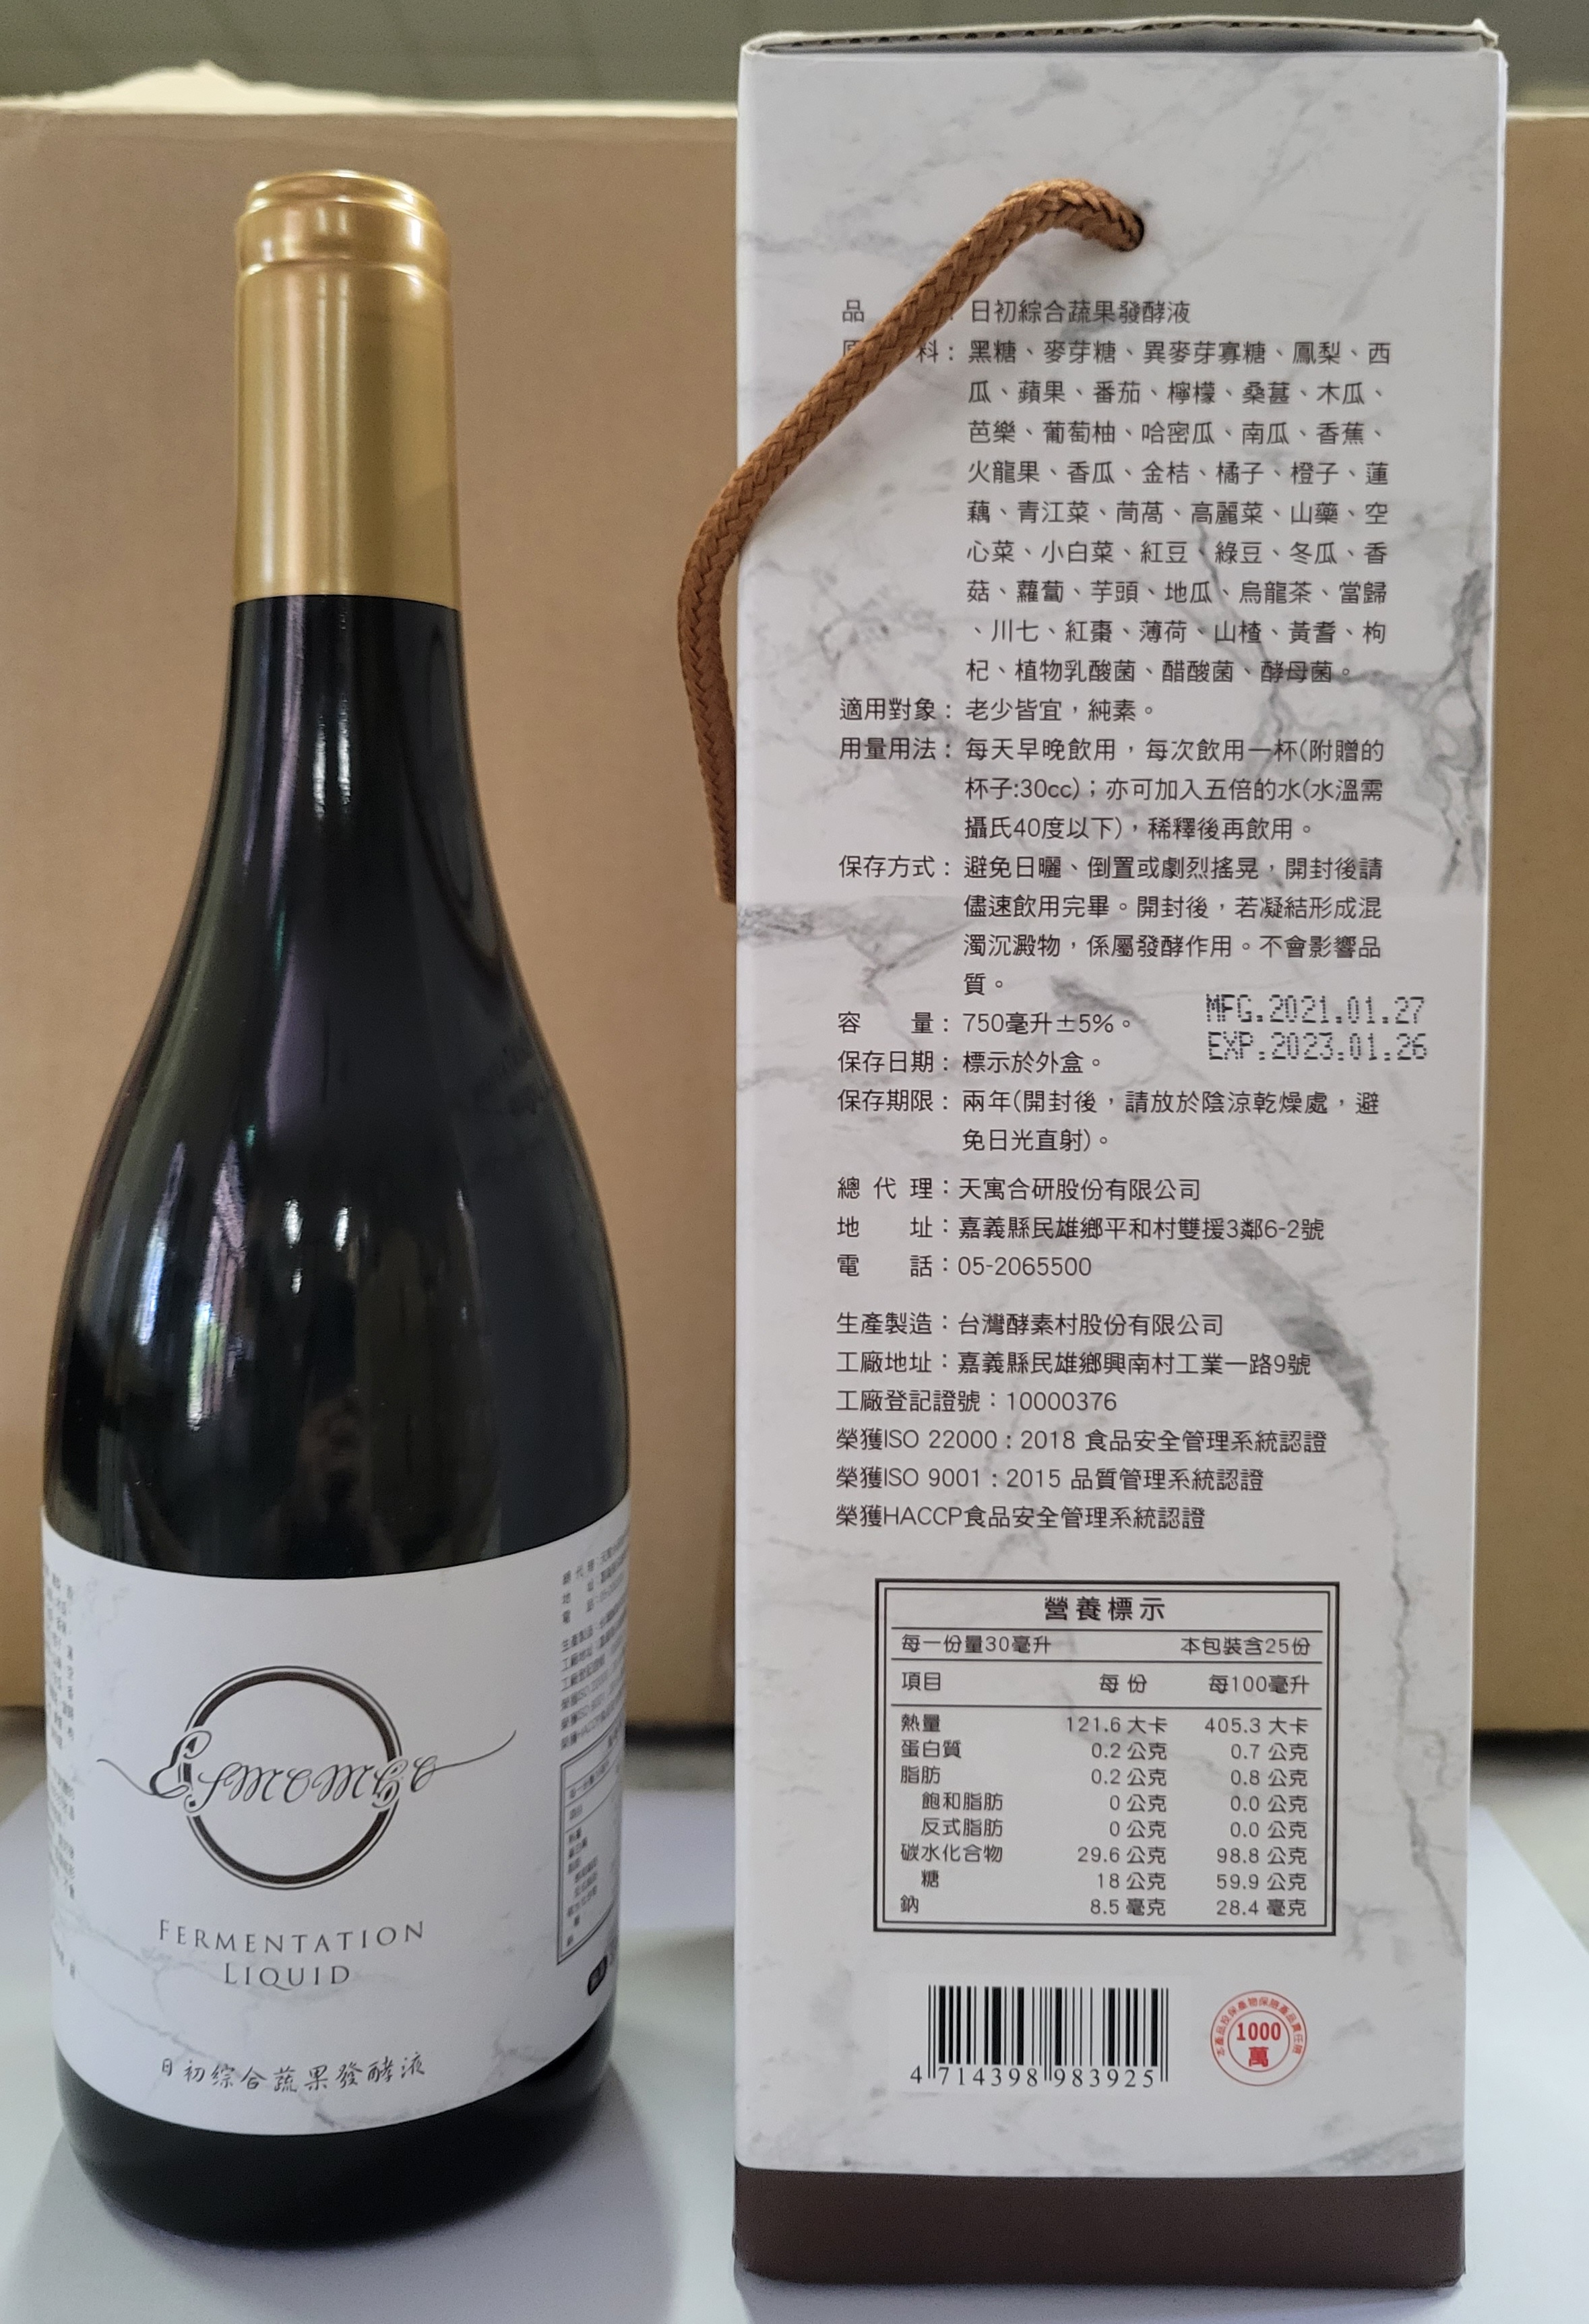 Esmomeo
FERMENTATION
LIQUID
日初綜合蔬果發酵液
品 : 日初綜合蔬果發酵液
料 : 黑糖、麥芽糖、異麥芽寡糖、鳳梨、西
瓜、蘋果、番茄、檸檬、桑葚、木瓜、
芭樂、葡萄柚、哈密瓜、南瓜、香蕉、
火龍果、香瓜、金桔、橘子、橙子、蓮
藕、青江菜、茼萵、高麗菜、山藥、空
心菜、小白菜、紅豆、綠豆、冬瓜、香
菇、蘿蔔、芋頭、地瓜、烏龍茶、當歸
、川七、紅棗、薄荷、山楂、黃耆、枸
杞、植物乳酸菌、醋酸菌、酵母菌。
適用對象：老少皆宜，純素。
用量用法：每天早晚飲用，每次飲用一杯(附贈的
杯子:30cc)；亦可加入五倍的水(水溫需
攝氏40度以下)，稀釋後再飲用。
保存方式：避免日曬、倒置或劇烈搖晃，開封後請
儘速飲用完畢。開封後，若凝結形成混
濁沉澱物，係屬發酵作用。不會影響品
質。
容 量：750毫升±5%。
MFG.2021.01.27
EXP.2023.01.26
保存日期：標示於外盒。
保存期限：兩年(開封後，請放於陰涼乾燥處，避
免日光直射)。
總 代 理：天寓合研股份有限公司
地 址：嘉義縣民雄鄉平和村雙援3鄰6-2號
電 話：05-2065500
生產製造：台灣酵素村股份有限公司
工廠地址：嘉義縣民雄鄉興南村工業一路9號
工廠登記證號：10000376
榮獲ISO 22000：2018 食品安全管理系統認證
榮獲ISO 9001：2015 品質管理系統認證
榮獲HACCP食品安全管理系統認證
營養標示
每一份量30毫升 本包裝含25份
項目 每 份 每100毫升
熱量 121.6 大卡 405.3 大卡
蛋白質 0.2 公克 0.7 公克
脂肪 0.2 公克 0.8 公克
飽和脂肪 0 公克 0.0 公克
反式脂肪 0 公克 0.0 公克
碳水化合物 29.6 公克 98.8 公克
糖 18 公克 59.9 公克
鈉 8.5 毫克 28.4 毫克
4 714398 983925
本產品投保產物保險產品責任險
1000
萬